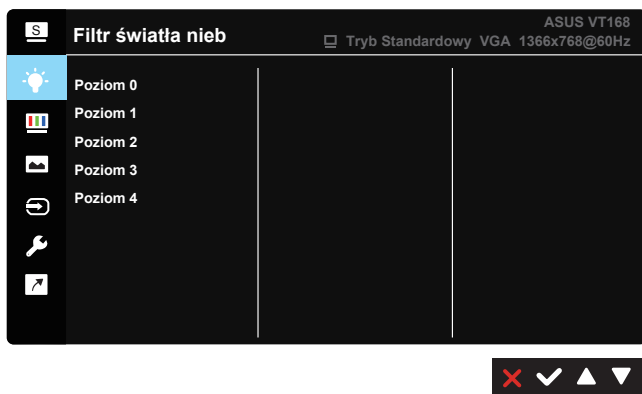 S
Filtr światła nieb
ASUS VT168
Tryb Standardowy VGA 1366x768@60Hz
Poziom 0
Poziom 1
Poziom 2
Poziom 3
Poziom 4